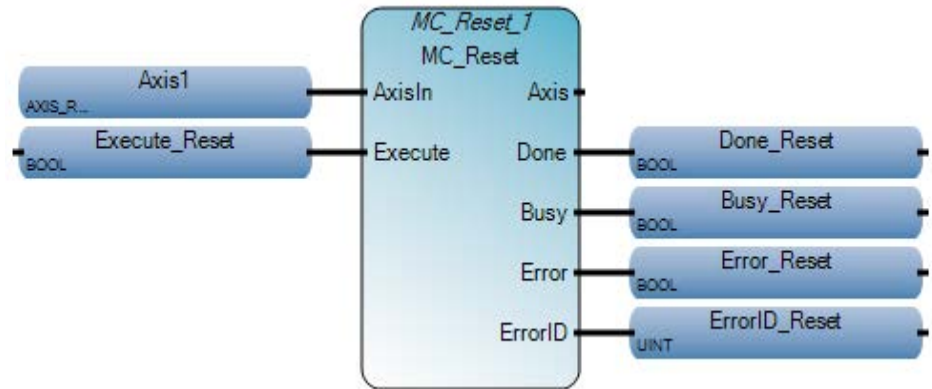 MC_Reset_1
MC_Reset
Axis1
AXIS_R...
AxisIn
Axis
Execute_Reset
BOOL
Execute
Done
Done_Reset
BOOL
Busy
Busy_Reset
BOOL
Error
Error_Reset
BOOL
ErrorID
ErrorID_Reset
UINT